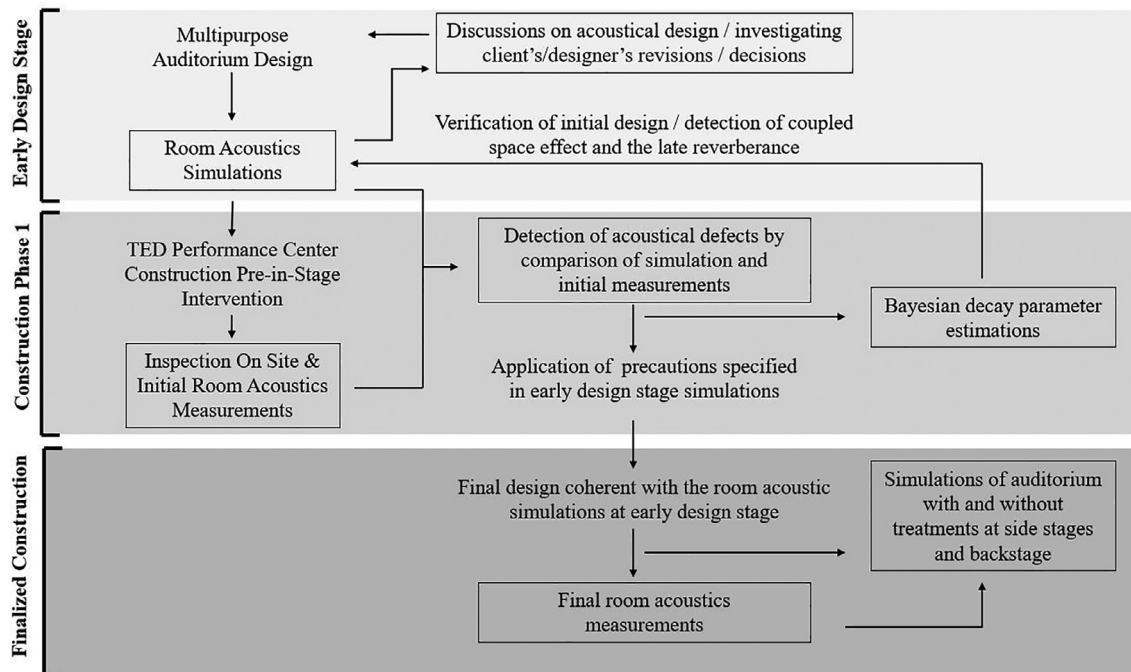 Early Design Stage
Multipurpose
Auditorium Design
Discussions on acoustical design / investigating
client's/designer's revisions / decisions
Room Acoustics
Simulations
Verification of initial design / detection of coupled
space effect and the late reverberance
Construction Phase 1
TED Performance Center
Construction Pre-in-Stage
Intervention
Inspection On Site &
Initial Room Acoustics
Measurements
Detection of acoustical defects by
comparison of simulation and
initial measurements
Bayesian decay parameter
estimations
Application of precautions specified
in early design stage simulations
Finalized Construction
Final design coherent with the room acoustic
simulations at early design stage
Simulations of auditorium
with and without
treatments at side stages
and backstage
Final room acoustics
measurements